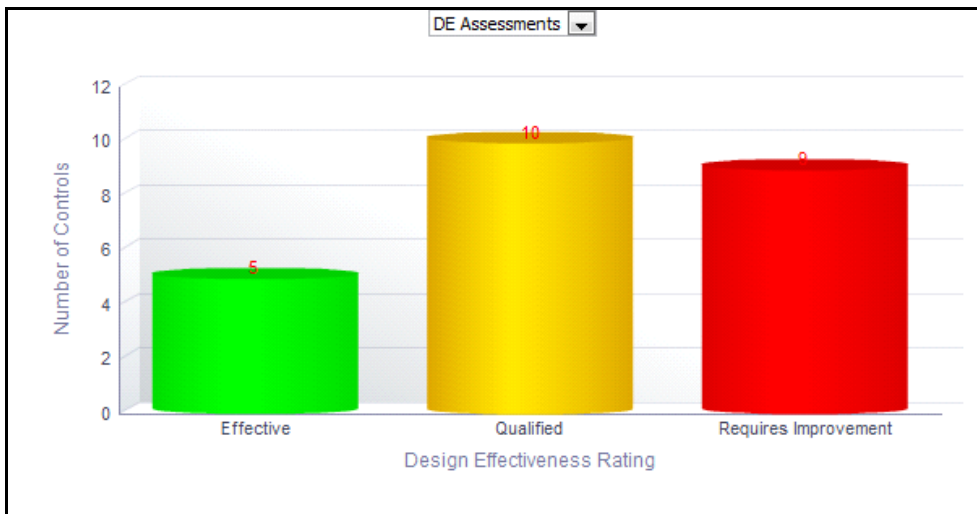 DE Assessments
12
10
8
6
4
2
0
Number of Controls
5
10
9
Effective
Qualified
Requires Improvement
Design Effectiveness Rating